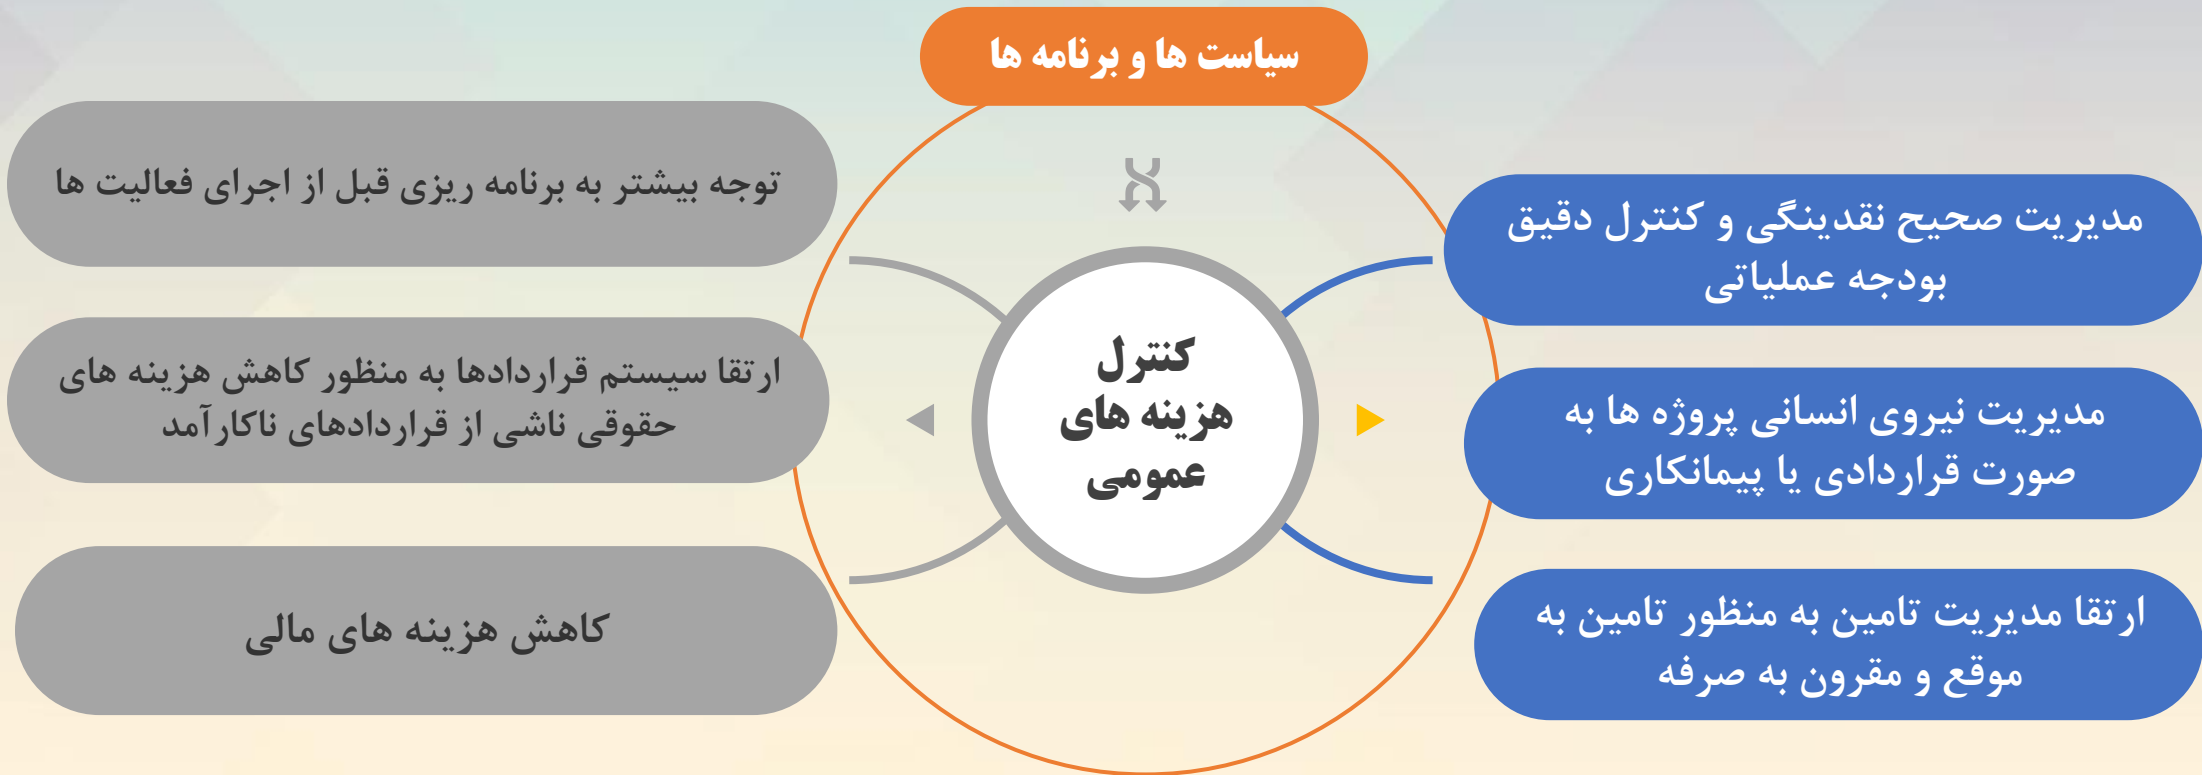 سیاست ها و برنامه ها
مدیریت صحیح نقدینگی و کنترل دقیق
بودجه عملیاتی
مدیریت نیروی انسانی پروژه ها به
صورت قراردادی یا پیمانکاری
ارتقا مدیریت تامین به منظور تامین به
موقع و مقرون به صرفه
کنترل
هزینه های
عمومی
توجه بیشتر به برنامه ریزی قبل از اجرای فعالیت ها
ارتقا سیستم قراردادها به منظور کاهش هزینه های
حقوقی ناشی از قراردادهای ناکارآمد
کاهش هزینه های مالی